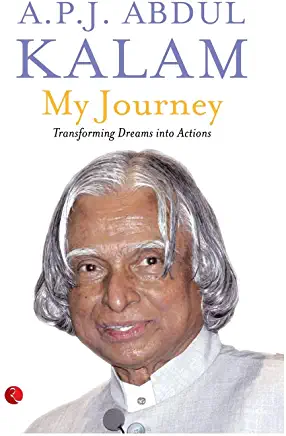 A.P.J. ABDUL
KALAM
My Journey
Transforming Dreams into Actions
R